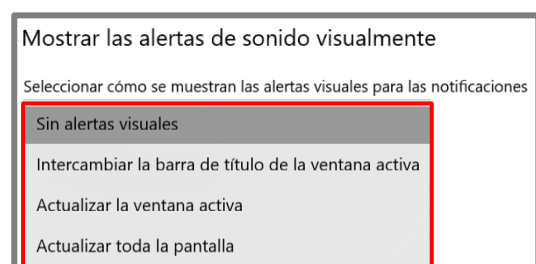 Mostrar las alertas de sonido visualmente
Seleccionar cómo se muestran las alertas visuales para las notificaciones
Sin alertas visuales
Intercambiar la barra de título de la ventana activa
Actualizar la ventana activa
Actualizar toda la pantalla